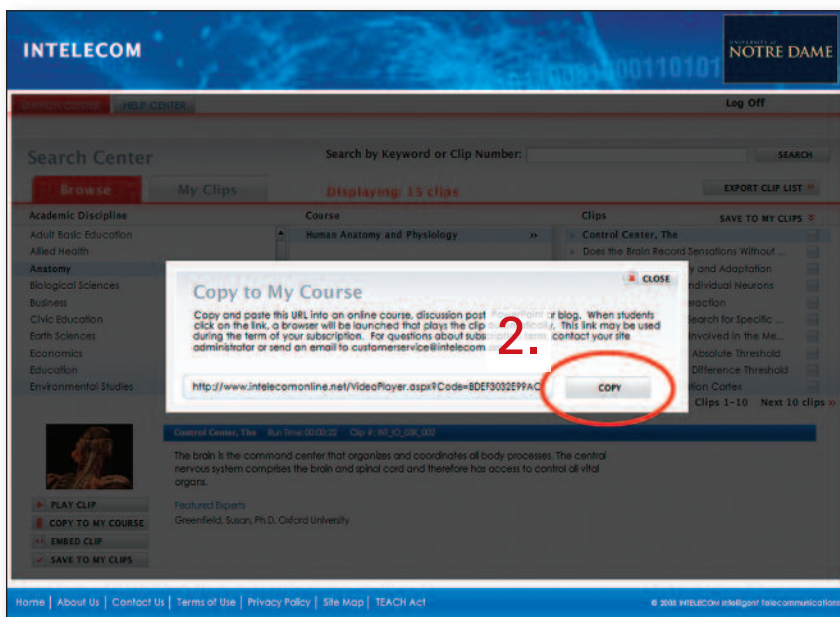 INTELECOM
UNIVERSITY OF
NOTRE DAME
SEARCH CENTER
HELP CENTER
Log Off
Search Center
Search by Keyword or Clip Number:
SEARCH
Browse
My Clips
Displaying: 15 clips
EXPORT CLIP LIST »
Academic Discipline
Course
Clips
SAVE TO MY CLIPS
Adult Basic Education
Human Anatomy and Physiology »
Control Center, The
Allied Health
Does the Brain Record Sensations Without ...
Anatomy
y and Adaptation
Biological Sciences
ndividual Neurons
Business
raction
Civic Education
Search for Specific ...
Earth Sciences
Involved in the Me...
Economics
Absolute Threshold
Education
Difference Threshold
Environmental Studies
tion Cortex
Clips 1-10 Next 10 clips »
CLOSE
Copy to My Course
Copy and paste this URL into an online course, discussion post, PowerPoint or blog. When students
click on the link, a browser will be launched that plays the clip This link may be used
during the term of your subscription. For questions about contact your site
administrator or send an email to customerservice@intelecom
2.
http://www.intelecomonline.net/VideoPlayer.aspx?Code=BDEF3032E99AC
COPY
Control Center, The Run Time:00:00:22 Clip #:
The brain is the command center that organizes and coordinates all body processes. The central
nervous system comprises the brain and spinal cord and therefore has access to control all vital
organs.
Featured Experts
Greenfield, Susan, Ph.D. Oxford University
PLAY CLIP
COPY TO MY COURSE
EMBED CLIP
SAVE TO MY CLIPS
Home | About Us | Contact Us | Terms of Use | Privacy Policy | Site Map | TEACH Act
© 2008 INTELECOM intelligent telecommunications